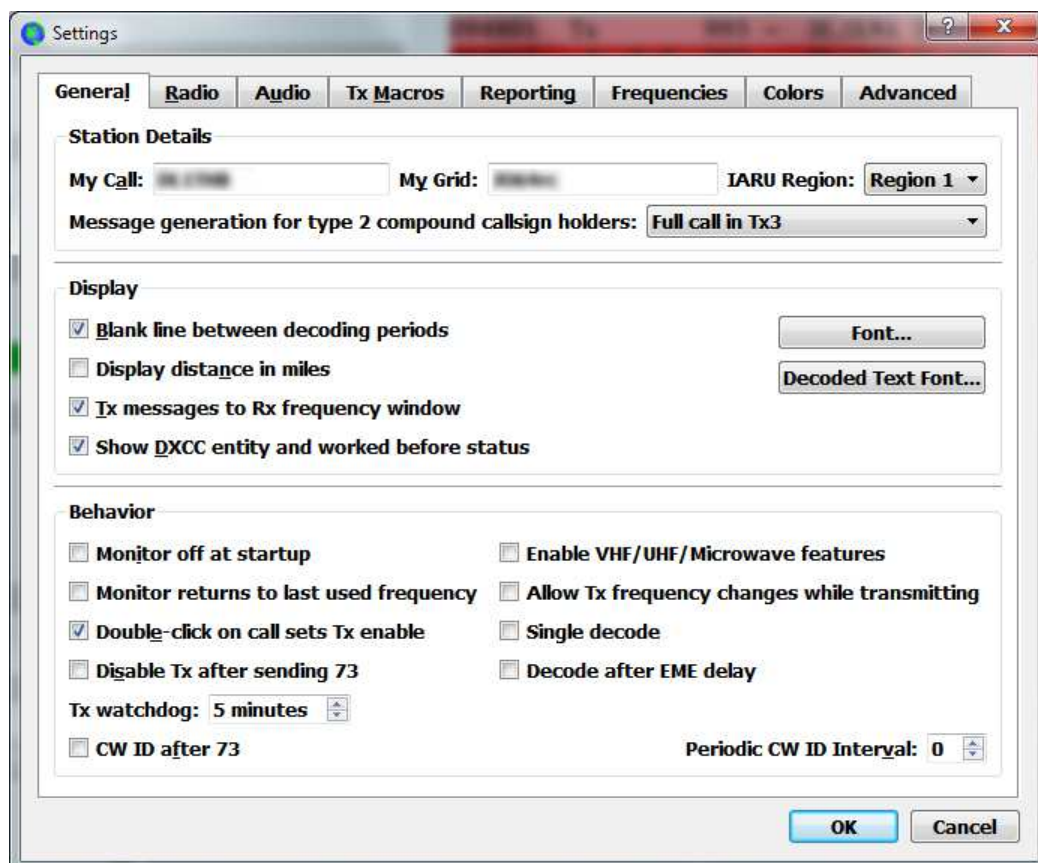 Settings
General Radio Audio Tx Macros Reporting Frequencies Colors Advanced
Station Details
My Call: My Grid: IARU Region: Region 1
Message generation for type 2 compound callsign holders: Full call in Tx3
Display
Blank line between decoding periods Font...
Display distance in miles Decoded Text Font...
Tx messages to Rx frequency window
Show DXCC entity and worked before status
Behavior
Monitor off at startup Enable VHF/UHF/Microwave features
Monitor returns to last used frequency Allow Tx frequency changes while transmitting
Double-click on call sets Tx enable Single decode
Disable Tx after sending 73 Decode after EME delay
Tx watchdog: 5 minutes
CW ID after 73 Periodic CW ID Interval: 0
OK Cancel